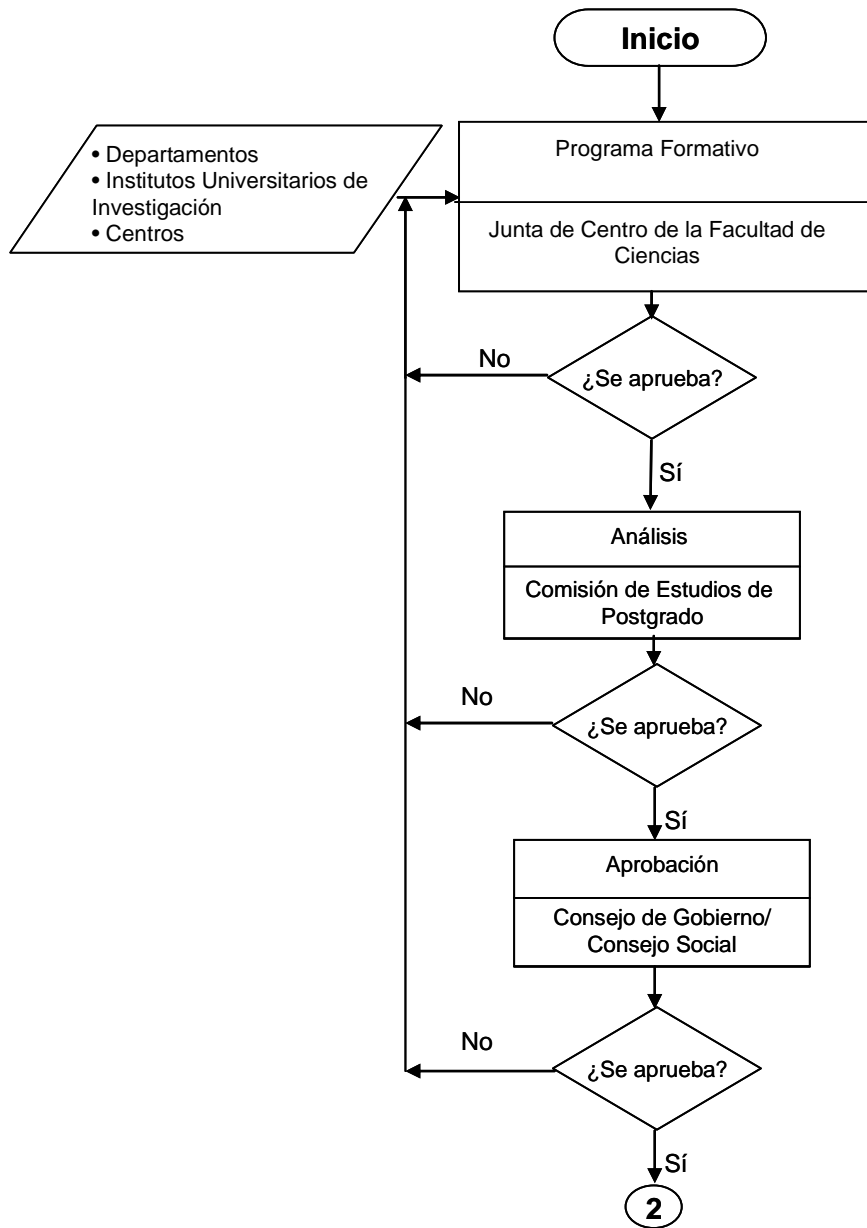 Inicio
• Departamentos
• Institutos Universitarios de
Investigación
• Centros
Programa Formativo
Junta de Centro de la Facultad de
Ciencias
No
¿Se aprueba?
Sí
Análisis
Comisión de Estudios de
Postgrado
No
¿Se aprueba?
Sí
Aprobación
Consejo de Gobierno/
Consejo Social
No
¿Se aprueba?
Sí
2